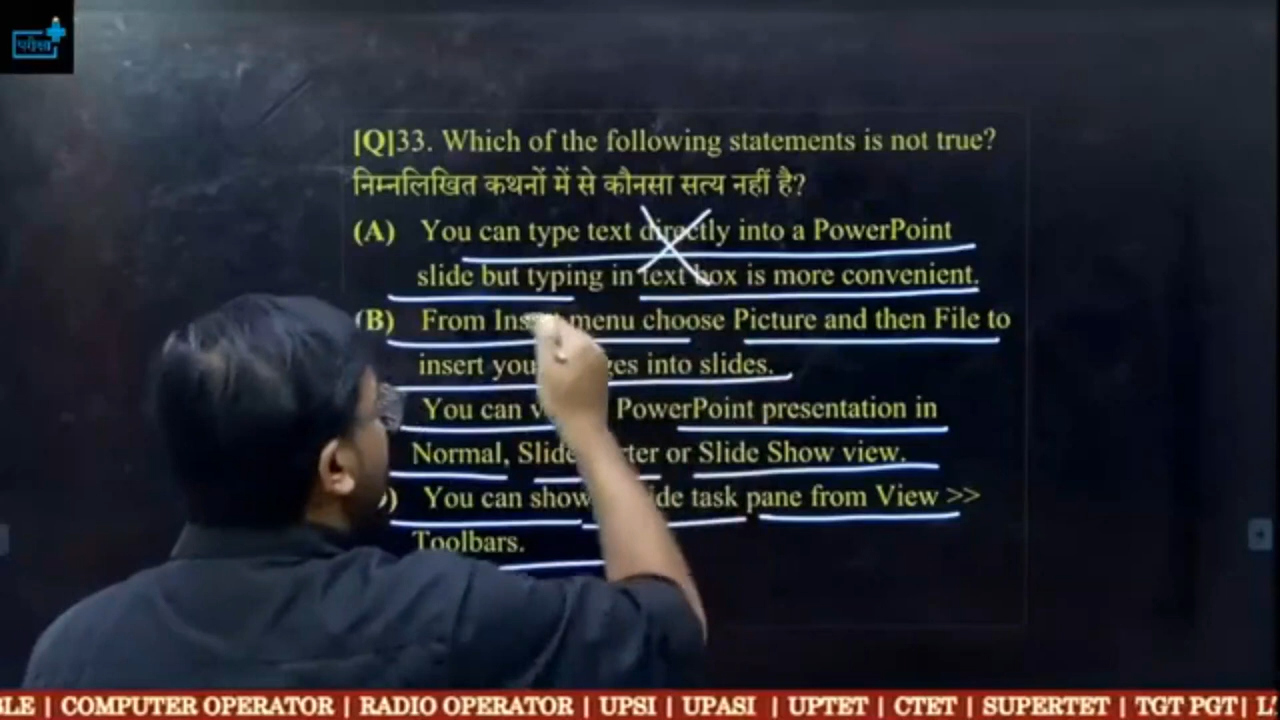 परीक्षा
[Q]33. Which of the following statements is not true?
निम्नलिखित कथनों में से कौनसा सत्य नहीं है?
(A) You can type text directly into a PowerPoint
slide but typing in text box is more convenient.
(B) From Insert menu choose Picture and then File to
insert into slides.
You can PowerPoint presentation in
Normal, or Slide Show view.
You can show task pane from View >>
Toolbars.
| COMPUTER OPERATOR | RADIO OPERATOR | UPSI | UPASI | UPTET | CTET | SUPERTET | TGT PGT |